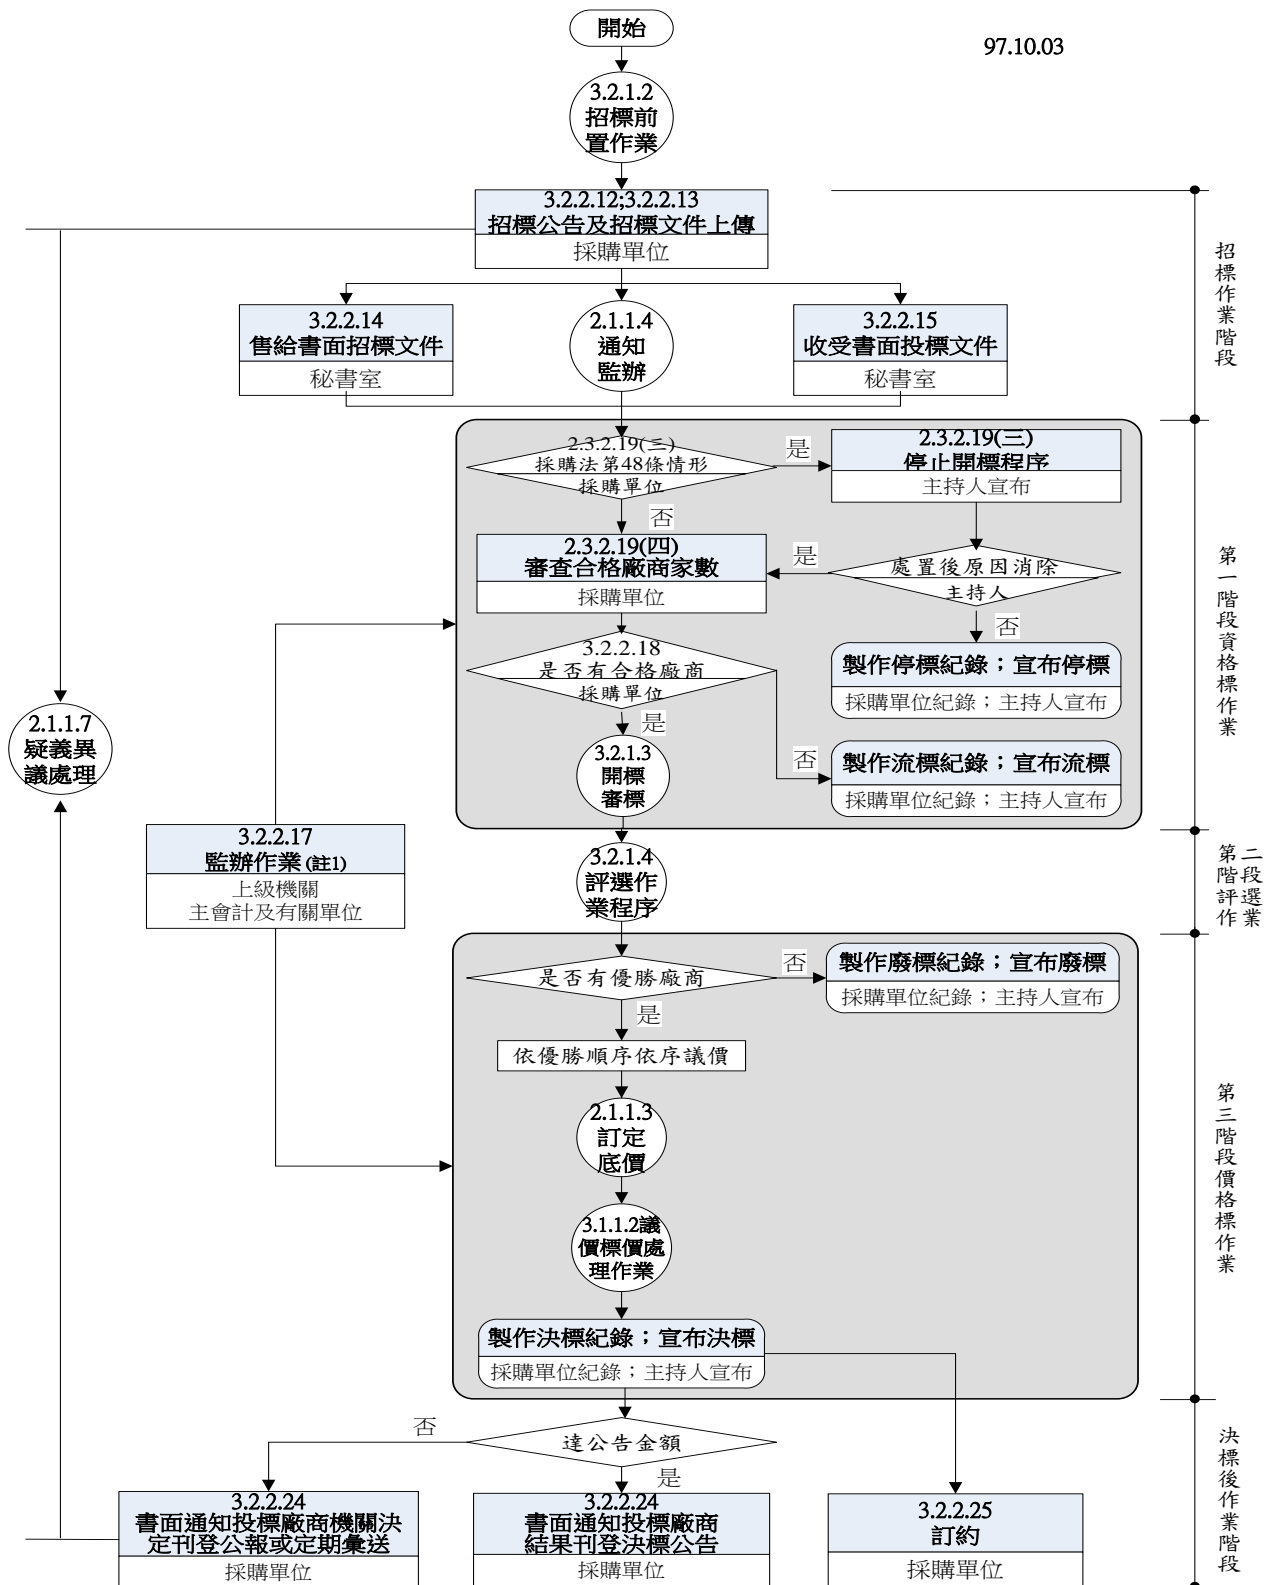 開始
97.10.03
3.2.1.2
招標前
置作業
3.2.2.12;3.2.2.13
招標公告及招標文件上傳
採購單位
招標作業階段
3.2.2.14
售給書面招標文件
秘書室
2.1.1.4
通知
監辦
3.2.2.15
收受書面投標文件
秘書室
2.3.2.19(三)
採購法第48條情形
採購單位
是
2.3.2.19(三)
停止開標程序
主持人宣布
否
2.3.2.19(四)
審查合格廠商家數
採購單位
是
處置後原因消除
主持人
否
第一階段資格標作業
3.2.2.18
是否有合格廠商
採購單位
製作停標紀錄；宣布停標
採購單位紀錄；主持人宣布
是
2.1.1.7
疑義異
議處理
3.2.1.3
開標
審標
否
製作流標紀錄；宣布流標
採購單位紀錄；主持人宣布
3.2.2.17
監辦作業(註1)
上級機關
主會計及有關單位
3.2.1.4
評選作
業程序
第二
階段
評選
作業
是否有優勝廠商
否
製作廢標紀錄；宣布廢標
採購單位紀錄；主持人宣布
是
依優勝順序依序議價
2.1.1.3
訂定
底價
第三階段價格標作業
3.1.1.2議
價標價處
理作業
製作決標紀錄；宣布決標
採購單位紀錄；主持人宣布
否
達公告金額
是
決標後作業階段
3.2.2.24
書面通知投標廠商機關決
定刊登公報或定期彙送
採購單位
3.2.2.24
書面通知投標廠商
結果刊登決標公告
採購單位
3.2.2.25
訂約
採購單位